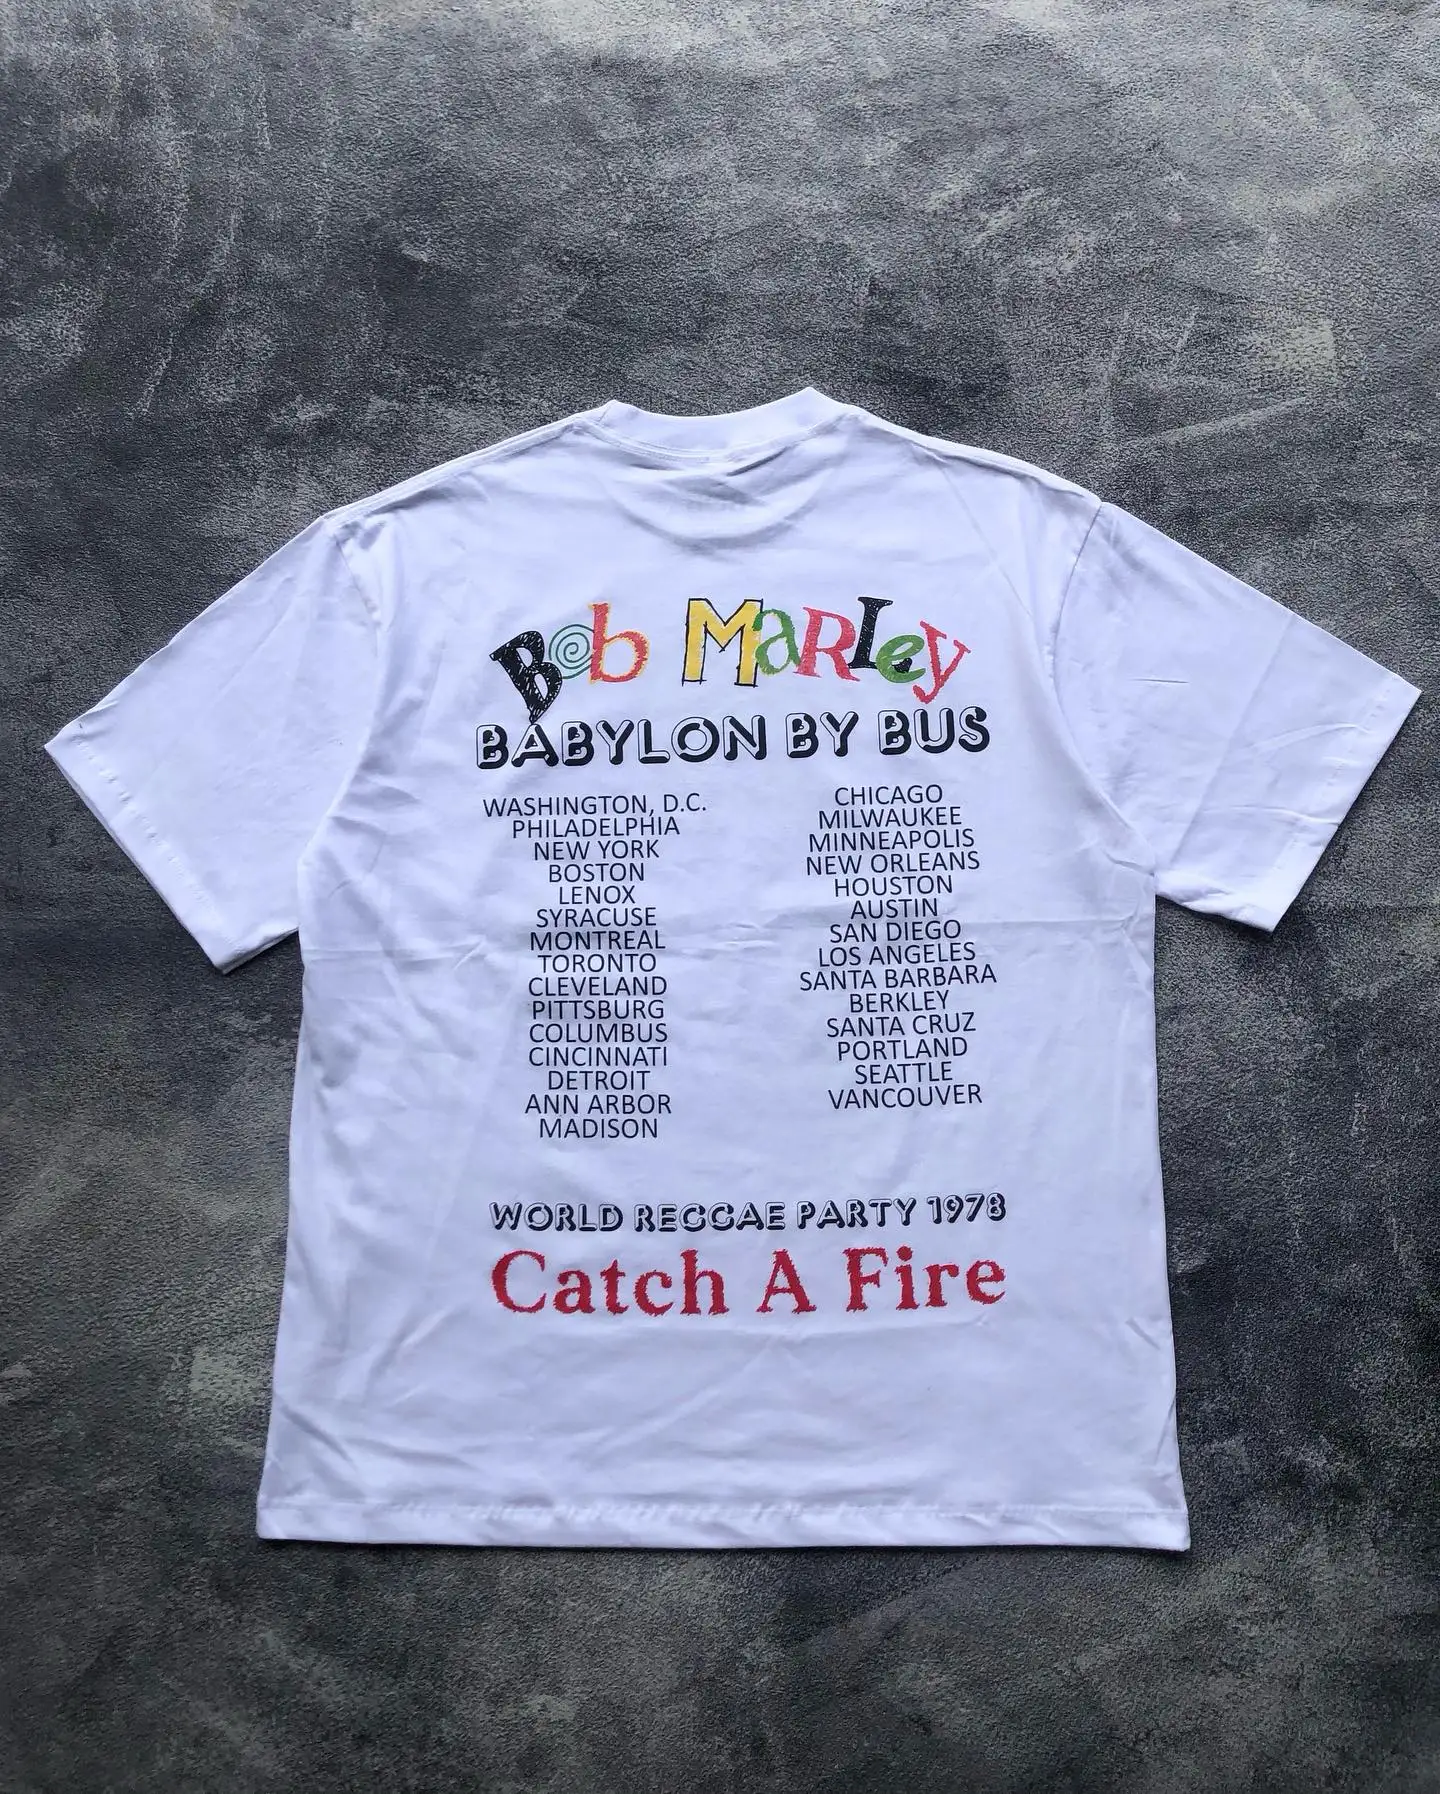 Bob Marley
BABYLON BY BUS
WASHINGTON, D.C.
PHILADELPHIA
NEW YORK
BOSTON
LENOX
SYRACUSE
MONTREAL
TORONTO
CLEVELAND
PITTSBURG
COLUMBUS
CINCINNATI
DETROIT
ANN ARBOR
MADISON
CHICAGO
MILWAUKEE
MINNEAPOLIS
NEW ORLEANS
HOUSTON
AUSTIN
SAN DIEGO
LOS ANGELES
SANTA BARBARA
BERKLEY
SANTA CRUZ
PORTLAND
SEATTLE
VANCOUVER
WORLD REGGAE PARTY 1978
Catch A Fire